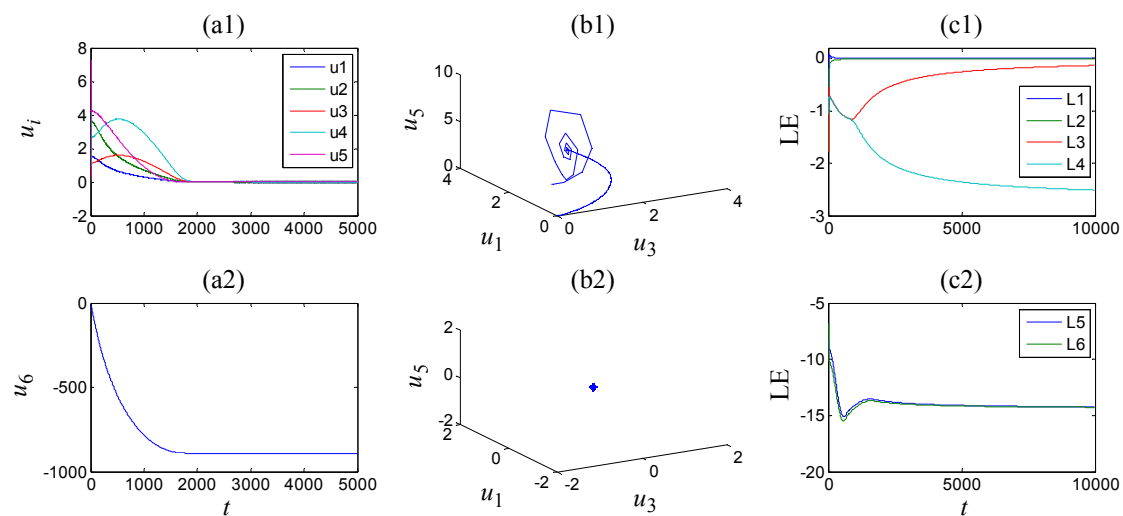 (a1) (b1) (c1)
8
6
4
2
0
-2
u_i
0 1000 2000 3000 4000 5000
u1
u2
u3
u4
u5
10
5
0
u_5
4
2
0
u_1
0
2
4
u_3
0
-1
-2
-3
LE
0 5000 10000
L1
L2
L3
L4
(a2) (b2) (c2)
0
-500
-1000
u_6
0 1000 2000 3000 4000 5000
t
2
0
-2
u_5
2
0
-2
u_1
-2
0
2
u_3
-5
-10
-15
-20
LE
0 5000 10000
t
L5
L6